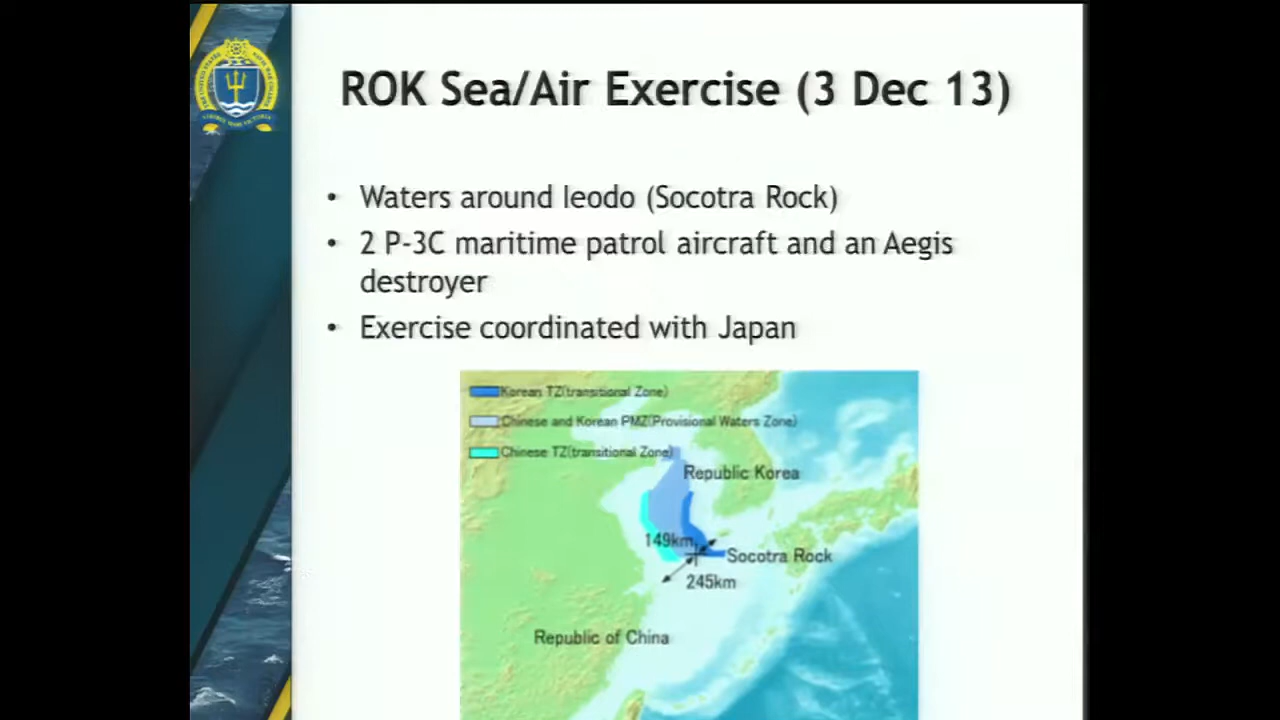 ROK Sea/Air Exercise (3 Dec 13)
• Waters around Ieodo (Socotra Rock)
• 2 P-3C maritime patrol aircraft and an Aegis
destroyer
• Exercise coordinated with Japan
Korean TZ(transitional Zone)
Chinese and Korean PMZ(Provisional Waters Zone)
Chinese TZ(transitional Zone)
Republic Korea
149km
Socotra Rock
245km
Republic of China